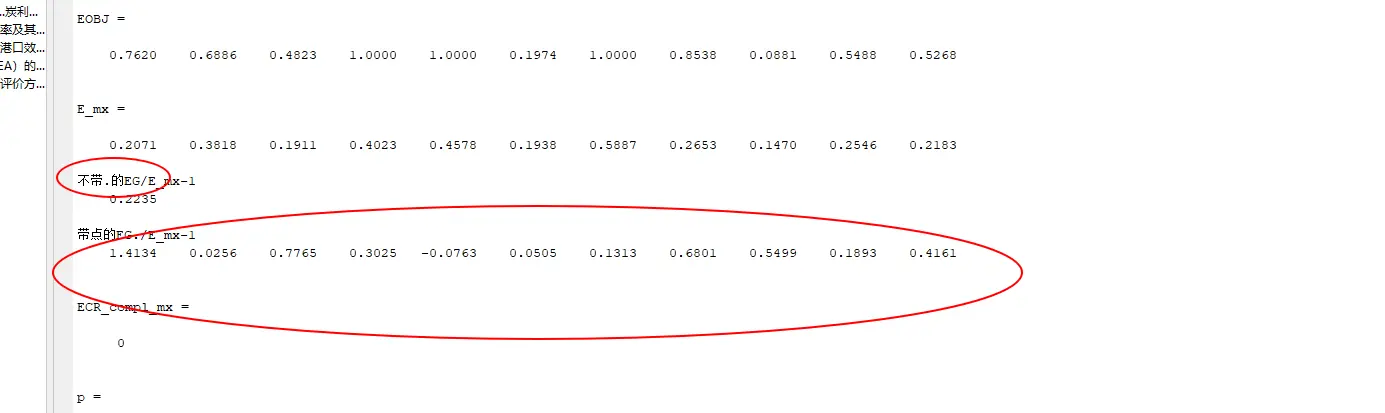 ..炭利...
率及其...
港口效...
EA）的...
评价方...
EOBJ =
0.7620 0.6886 0.4823 1.0000 1.0000 0.1974 1.0000 0.8538 0.0881 0.5488 0.5268
E_mx =
0.2071 0.3818 0.1911 0.4023 0.4578 0.1938 0.5887 0.2653 0.1470 0.2546 0.2183
不带.的EG/E_mx-1
0.2235
带点的EG./E_mx-1
1.4134 0.0256 0.7765 0.3025 -0.0763 0.0505 0.1313 0.6801 0.5499 0.1893 0.4161
ECR_compl_mx =
0
p =